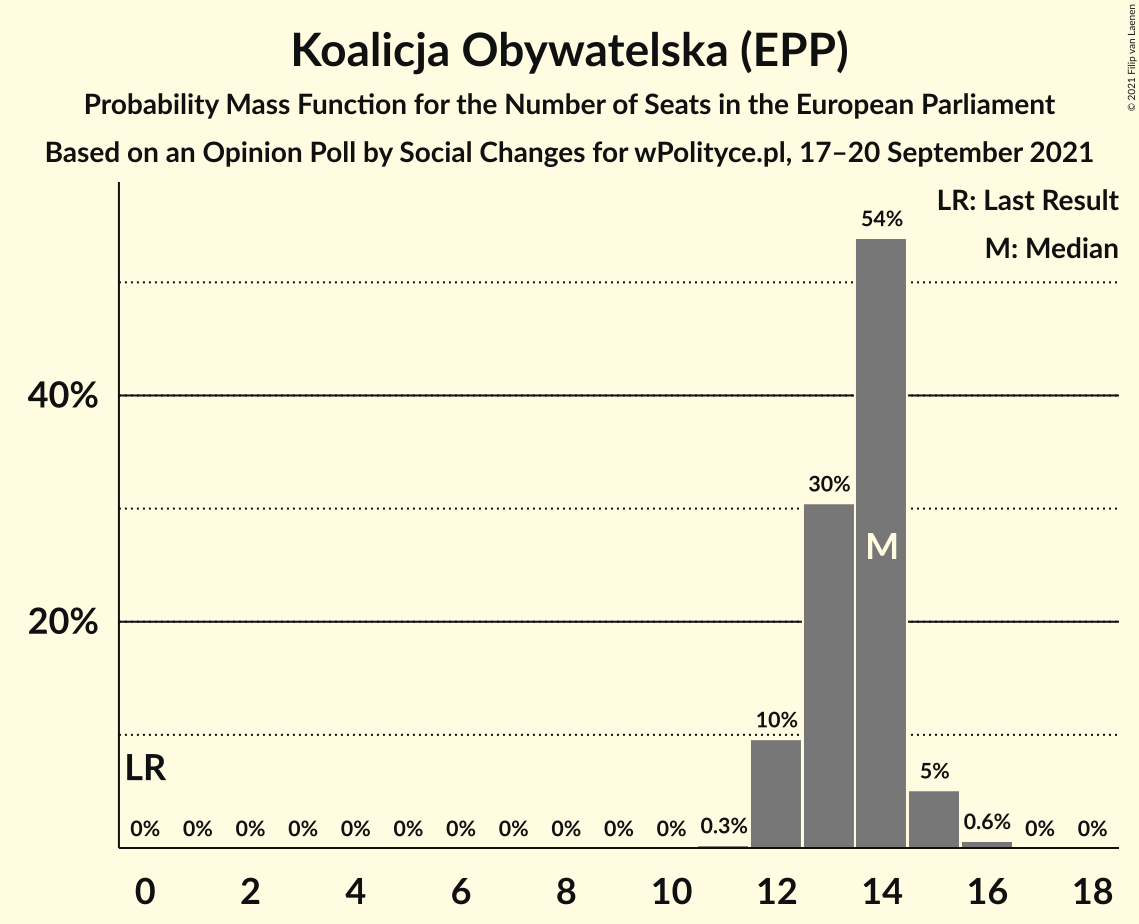 Koalicja Obywatelska (EPP)
Probability Mass Function for the Number of Seats in the European Parliament
Based on an Opinion Poll by Social Changes for wPolityce.pl, 17–20 September 2021
© 2021 Filip van Laenen
LR: Last Result
M: Median
54%
40%
30%
M
20%
10%
LR
5%
0% 0% 0% 0% 0% 0% 0% 0% 0% 0% 0% 0.3% 0.6% 0% 0%
0 2 4 6 8 10 12 14 16 18